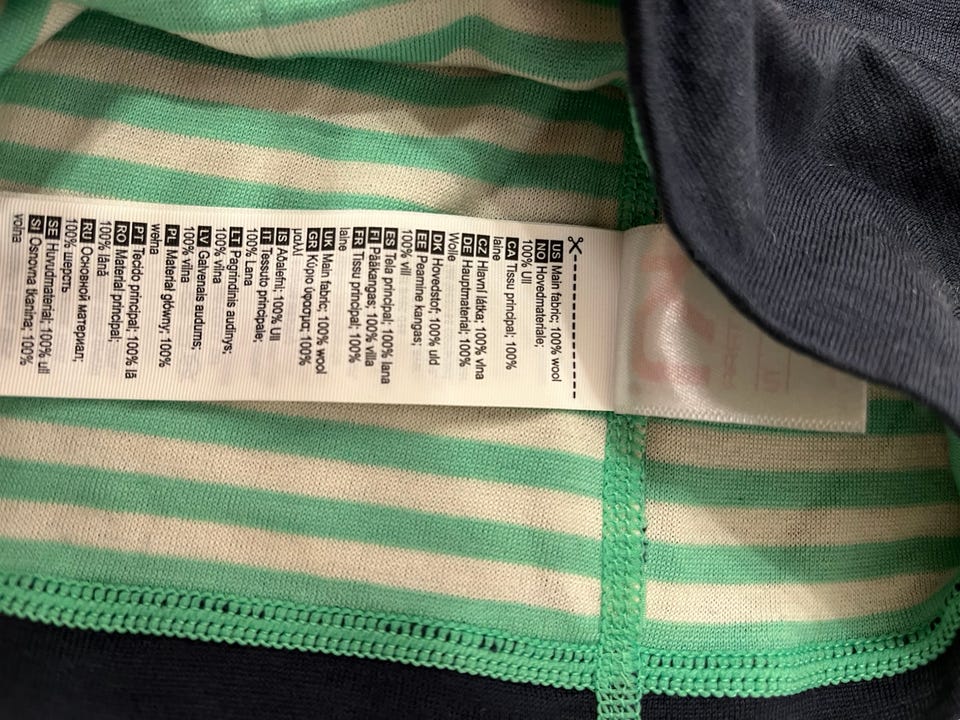 US Main fabric; 100% wool
NO Hovedmateriale;
100% Ull
CA Tissu principal; 100%
laine
CZ Hlavní látka; 100% vlna
DE Hauptmaterial; 100%
Wolle
DK Hovedstof; 100% uld
EE Peamine kangas;
100% vill
ES Tela principal; 100% lana
FI Pääkangas; 100% villa
FR Tissu principal; 100%
laine
UK Main fabric; 100% wool
GR Κύριο ύφασμα; 100%
μαλλί
IS Aðalefni; 100% Ull
IT Tessuto principale;
100% Lana
LT Pagrindinis audinys;
100% vilna
LV Galvenais audums;
100% vilna
PL Materiał główny; 100%
wełna
PT Tecido principal; 100% lã
RO Material principal;
100% lână
RU Основной материал;
100% шерсть
SE Huvudmaterial; 100% ull
SI Osnovna tkanina; 100%
volna